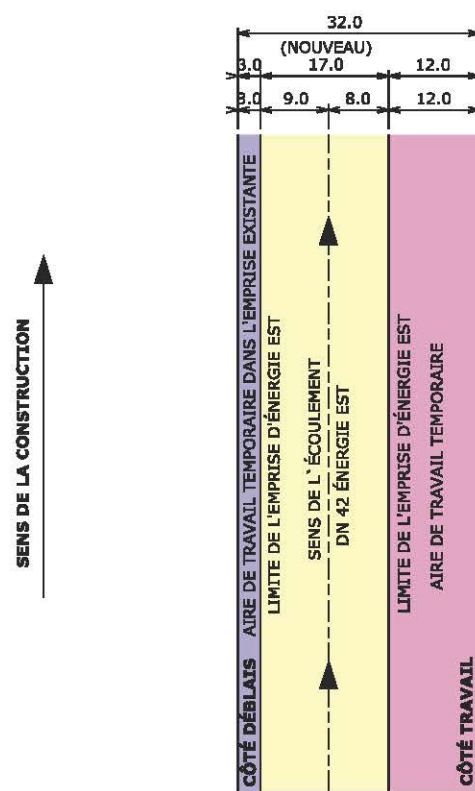 32.0
(NOUVEAU)
3.0 17.0 12.0
3.0 9.0 8.0 12.0
SENS DE LA CONSTRUCTION
CÔTÉ DÉBLAIS AIRE DE TRAVAIL TEMPORAIRE DANS L'EMPRISE EXISTANTE
LIMITE DE L'EMPRISE D'ÉNERGIE EST
SENS DE L`ÉCOULEMENT
DN 42 ÉNERGIE EST
LIMITE DE L'EMPRISE D'ÉNERGIE EST
AIRE DE TRAVAIL TEMPORAIRE
CÔTÉ TRAVAIL